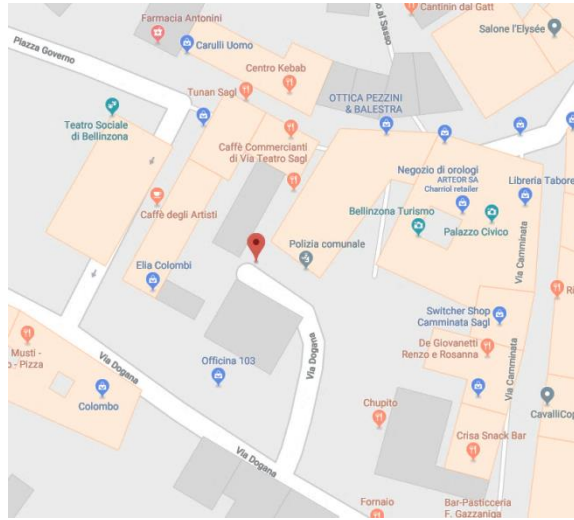 Cantinin dal Gatt
Farmacia Antonini
Salone l'Elysée
Carulli Uomo
al Sasso
Piazza Governo
Centro Kebab
Tunan Sagl
OTTICA PEZZINI
& BALESTRA
Teatro Sociale
di Bellinzona
Caffè Commercianti
di Via Teatro Sagl
Negozio di orologi
ARTEOR SA
Charriol retailer
Libreria Tabore
Caffè degli Artisti
Bellinzona Turismo
Palazzo Civico
Polizia comunale
Via Camminata
Elia Colombi
Ri
Switcher Shop
Camminata Sagl
Musti -
- Pizza
Via Dogana
Via Dogana
De Giovanetti
Renzo e Rosanna
Via Camminata
Officina 103
Colombo
Chupito
CavalliCop
Crisa Snack Bar
Via Dogana
Fornaio
Bar-Pasticceria
F. Gazzaniga